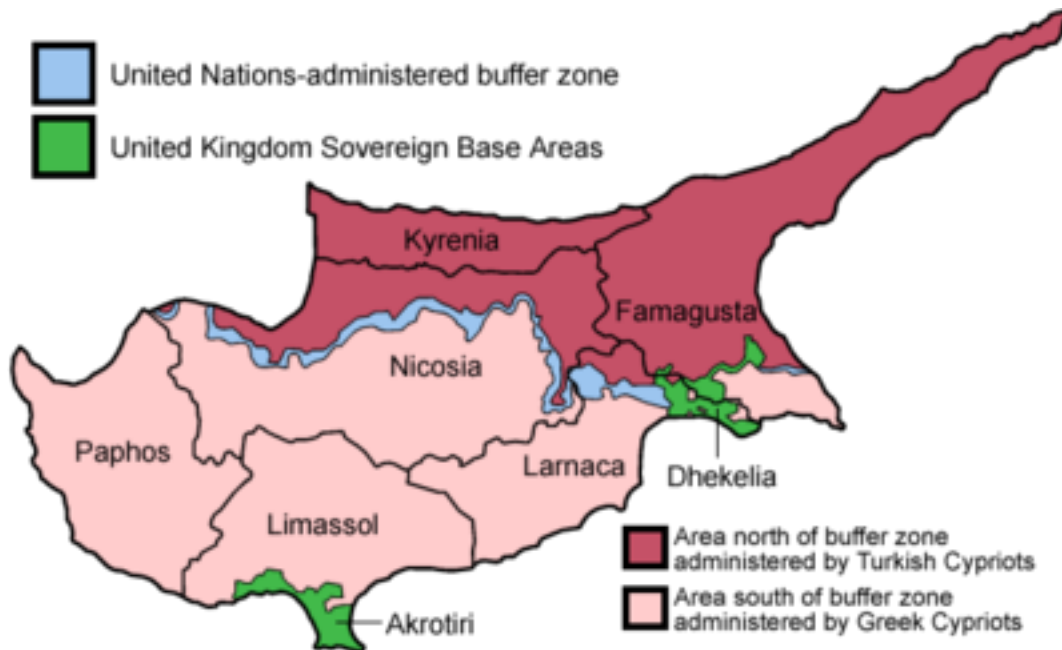 United Nations-administered buffer zone
United Kingdom Sovereign Base Areas
Kyrenia
Famagusta
Nicosia
Paphos
Larnaca
Dhekelia
Limassol
Akrotiri
Area north of buffer zone
administered by Turkish Cypriots
Area south of buffer zone
administered by Greek Cypriots